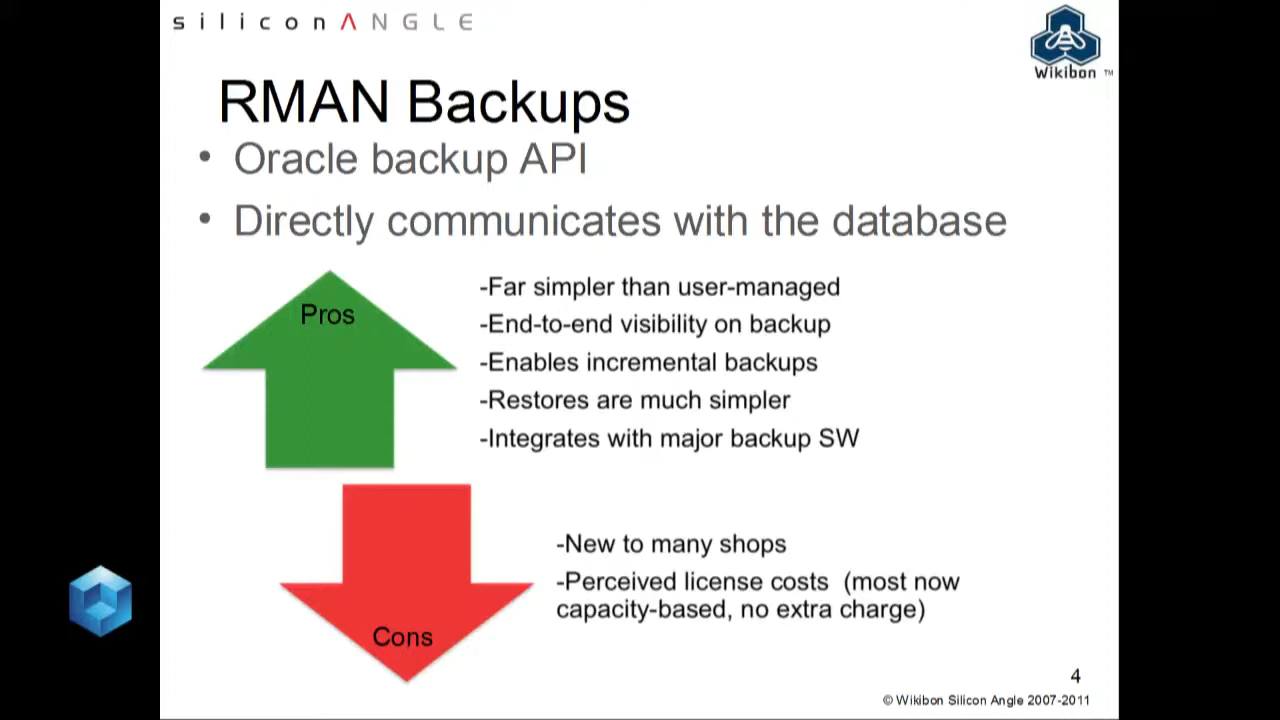 siliconANGLE
Wikibon TM
RMAN Backups
• Oracle backup API
• Directly communicates with the database
Pros
-Far simpler than user-managed
-End-to-end visibility on backup
-Enables incremental backups
-Restores are much simpler
-Integrates with major backup SW
-New to many shops
-Perceived license costs (most now
capacity-based, no extra charge)
Cons
4
© Wikibon Silicon Angle 2007-2011